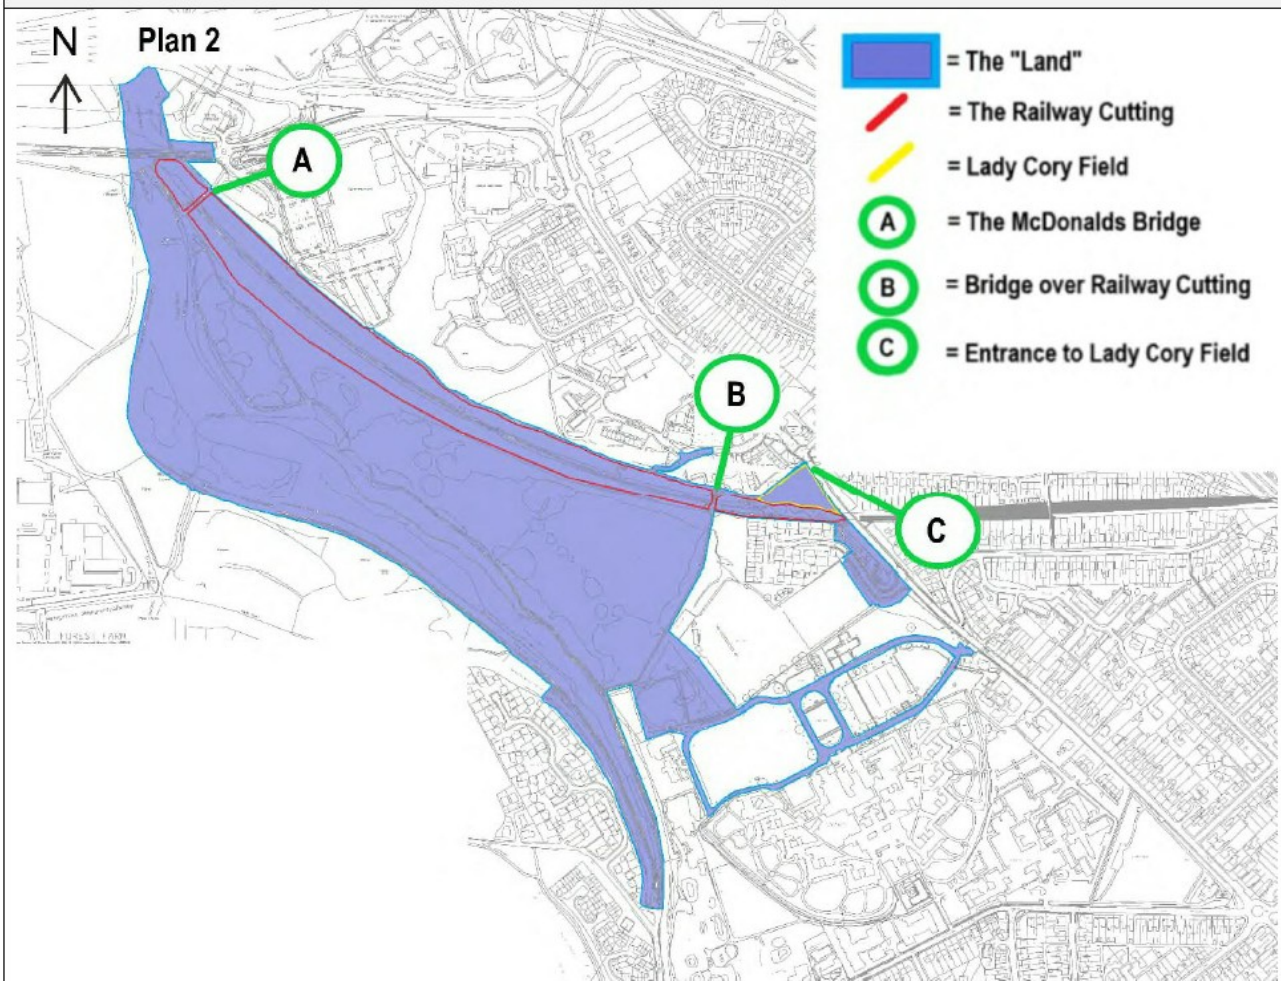 N
Plan 2
A
B
C
= The "Land"
= The Railway Cutting
= Lady Cory Field
A = The McDonalds Bridge
B = Bridge over Railway Cutting
C = Entrance to Lady Cory Field
FOREST FARM